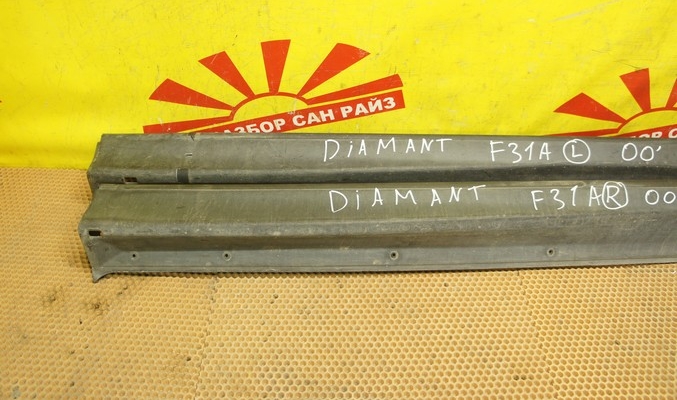 РАЗБОР САН РАЙЗ
DiAMANT F31A L 00'
DiAMANT F31A R 00